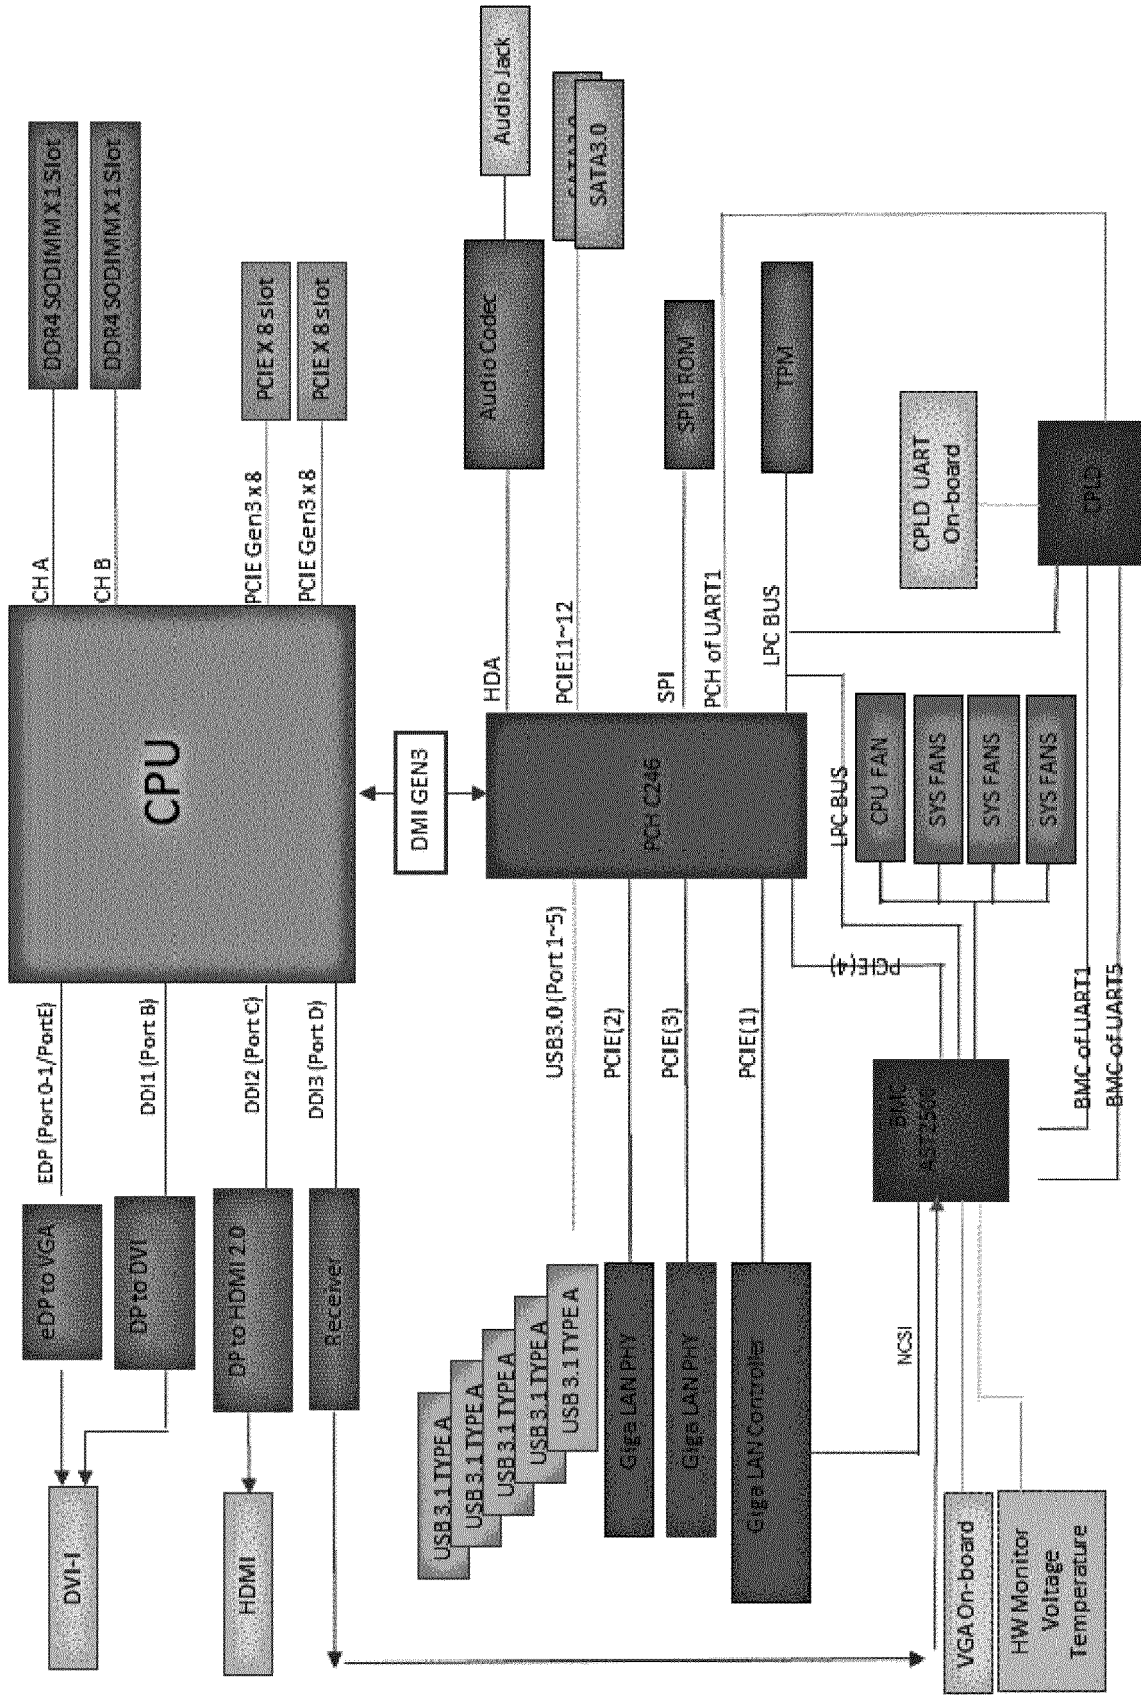 DVI-I
HDMI
eDP to VGA
DP to DVI
DP to HDMI 2.0
Receiver
EDP (Port 0-1/PortE)
DDI1 (Port B)
DDI2 (Port C)
DDI3 (Port D)
CPU
CH A
CH B
PCIE Gen3 x 8
PCIE Gen3 x 8
DDR4 SODIMM X 1 Slot
DDR4 SODIMM X 1 Slot
PCIE X 8 slot
PCIE X 8 slot
DMI GEN3
USB 3.1 TYPE A
USB 3.1 TYPE A
USB 3.1 TYPE A
USB 3.1 TYPE A
USB 3.1 TYPE A
Giga LAN PHY
Giga LAN PHY
Giga LAN Controller
USB3.0 (Port 1~5)
PCIE(2)
PCIE(3)
PCIE(1)
PCH C246
HDA
PCIE11~12
SPI
PCH of UART1
LPC BUS
Audio Codec
Audio Jack
SATA3.0
SATA3.0
SPI1 ROM
TPM
NCSI
PCIE(4)
LPC BUS
CPU FAN
SYS FANS
SYS FANS
SYS FANS
CPLD UART
On-board
CPLD
BMC
AST2500
BMC of UART1
BMC of UART5
VGA On-board
HW Monitor
Voltage
Temperature